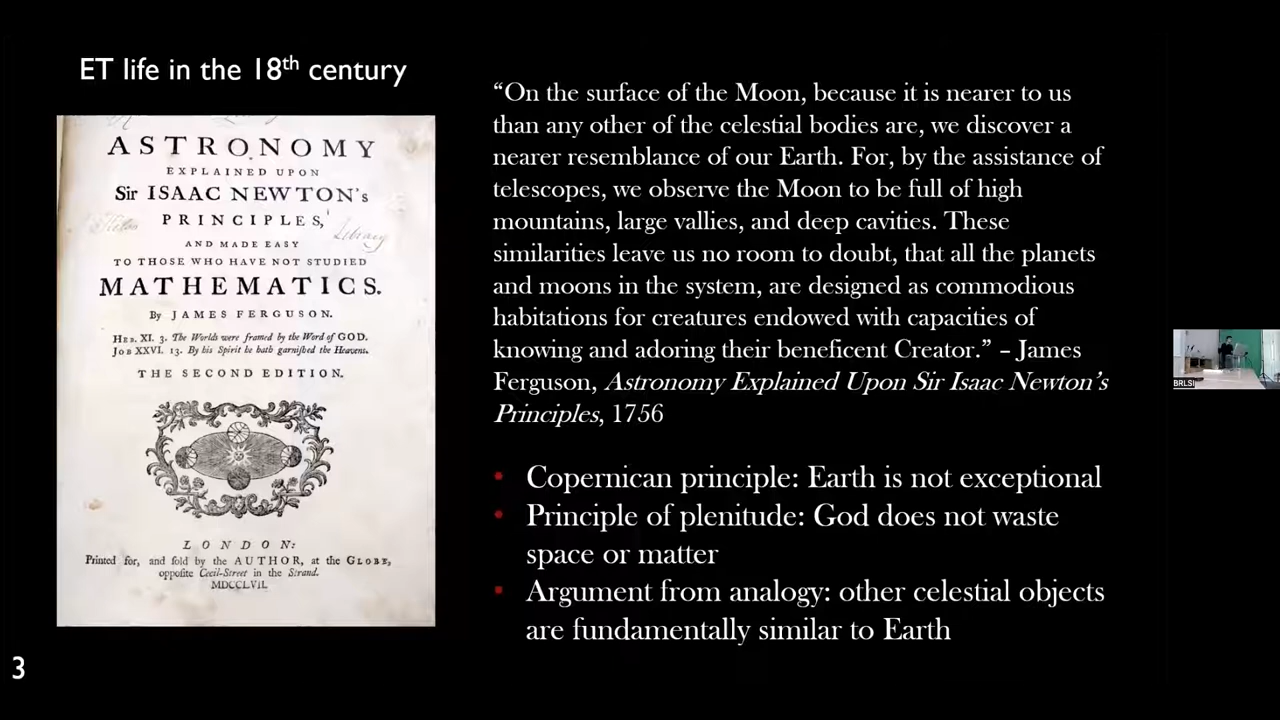 ET life in the 18th century
ASTRONOMY
EXPLAINED UPON
Sir ISAAC NEWTON's
PRINCIPLES,
AND MADE EASY
TO THOSE WHO HAVE NOT STUDIED
MATHEMATICS.
By JAMES FERGUSON.
HEB. XI. 3. The Worlds were framed by the Word of GOD.
JOB XXVI. 13. By his Spirit he hath garnished the Heavens.
THE SECOND EDITION.
Library
LONDON:
Printed for, and sold by the AUTHOR, at the GLOBE,
opposite Cecil-Street in the Strand.
MDCCLVII.
“On the surface of the Moon, because it is nearer to us
than any other of the celestial bodies are, we discover a
nearer resemblance of our Earth. For, by the assistance of
telescopes, we observe the Moon to be full of high
mountains, large vallies, and deep cavities. These
similarities leave us no room to doubt, that all the planets
and moons in the system, are designed as commodious
habitations for creatures endowed with capacities of
knowing and adoring their beneficent Creator.” – James
Ferguson, Astronomy Explained Upon Sir Isaac Newton’s
Principles, 1756
• Copernican principle: Earth is not exceptional
• Principle of plenitude: God does not waste
space or matter
• Argument from analogy: other celestial objects
are fundamentally similar to Earth
3
BRLSI